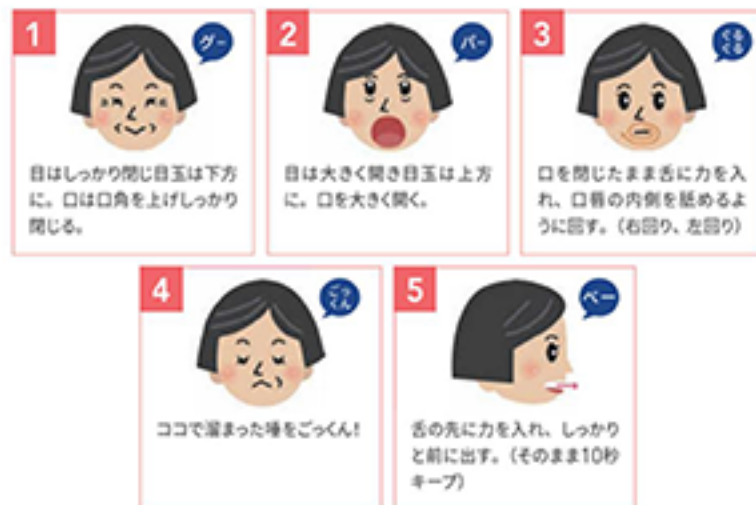 1
グー
目はしっかり閉じ目玉は下方
に。口は口角を上げしっかり
閉じる。
2
パー
目は大きく開き目玉は上方
に。口を大きく開く。
3
ぐる
ぐる
口を閉じたまま舌に力を入
れ、口唇の内側を舐めるよ
うに回す。(右回り、左回り)
4
ごっ
くん
ココで溜まった唾をごっくん!
5
べー
舌の先に力を入れ、しっかり
と前に出す。(そのまま10秒
キープ)